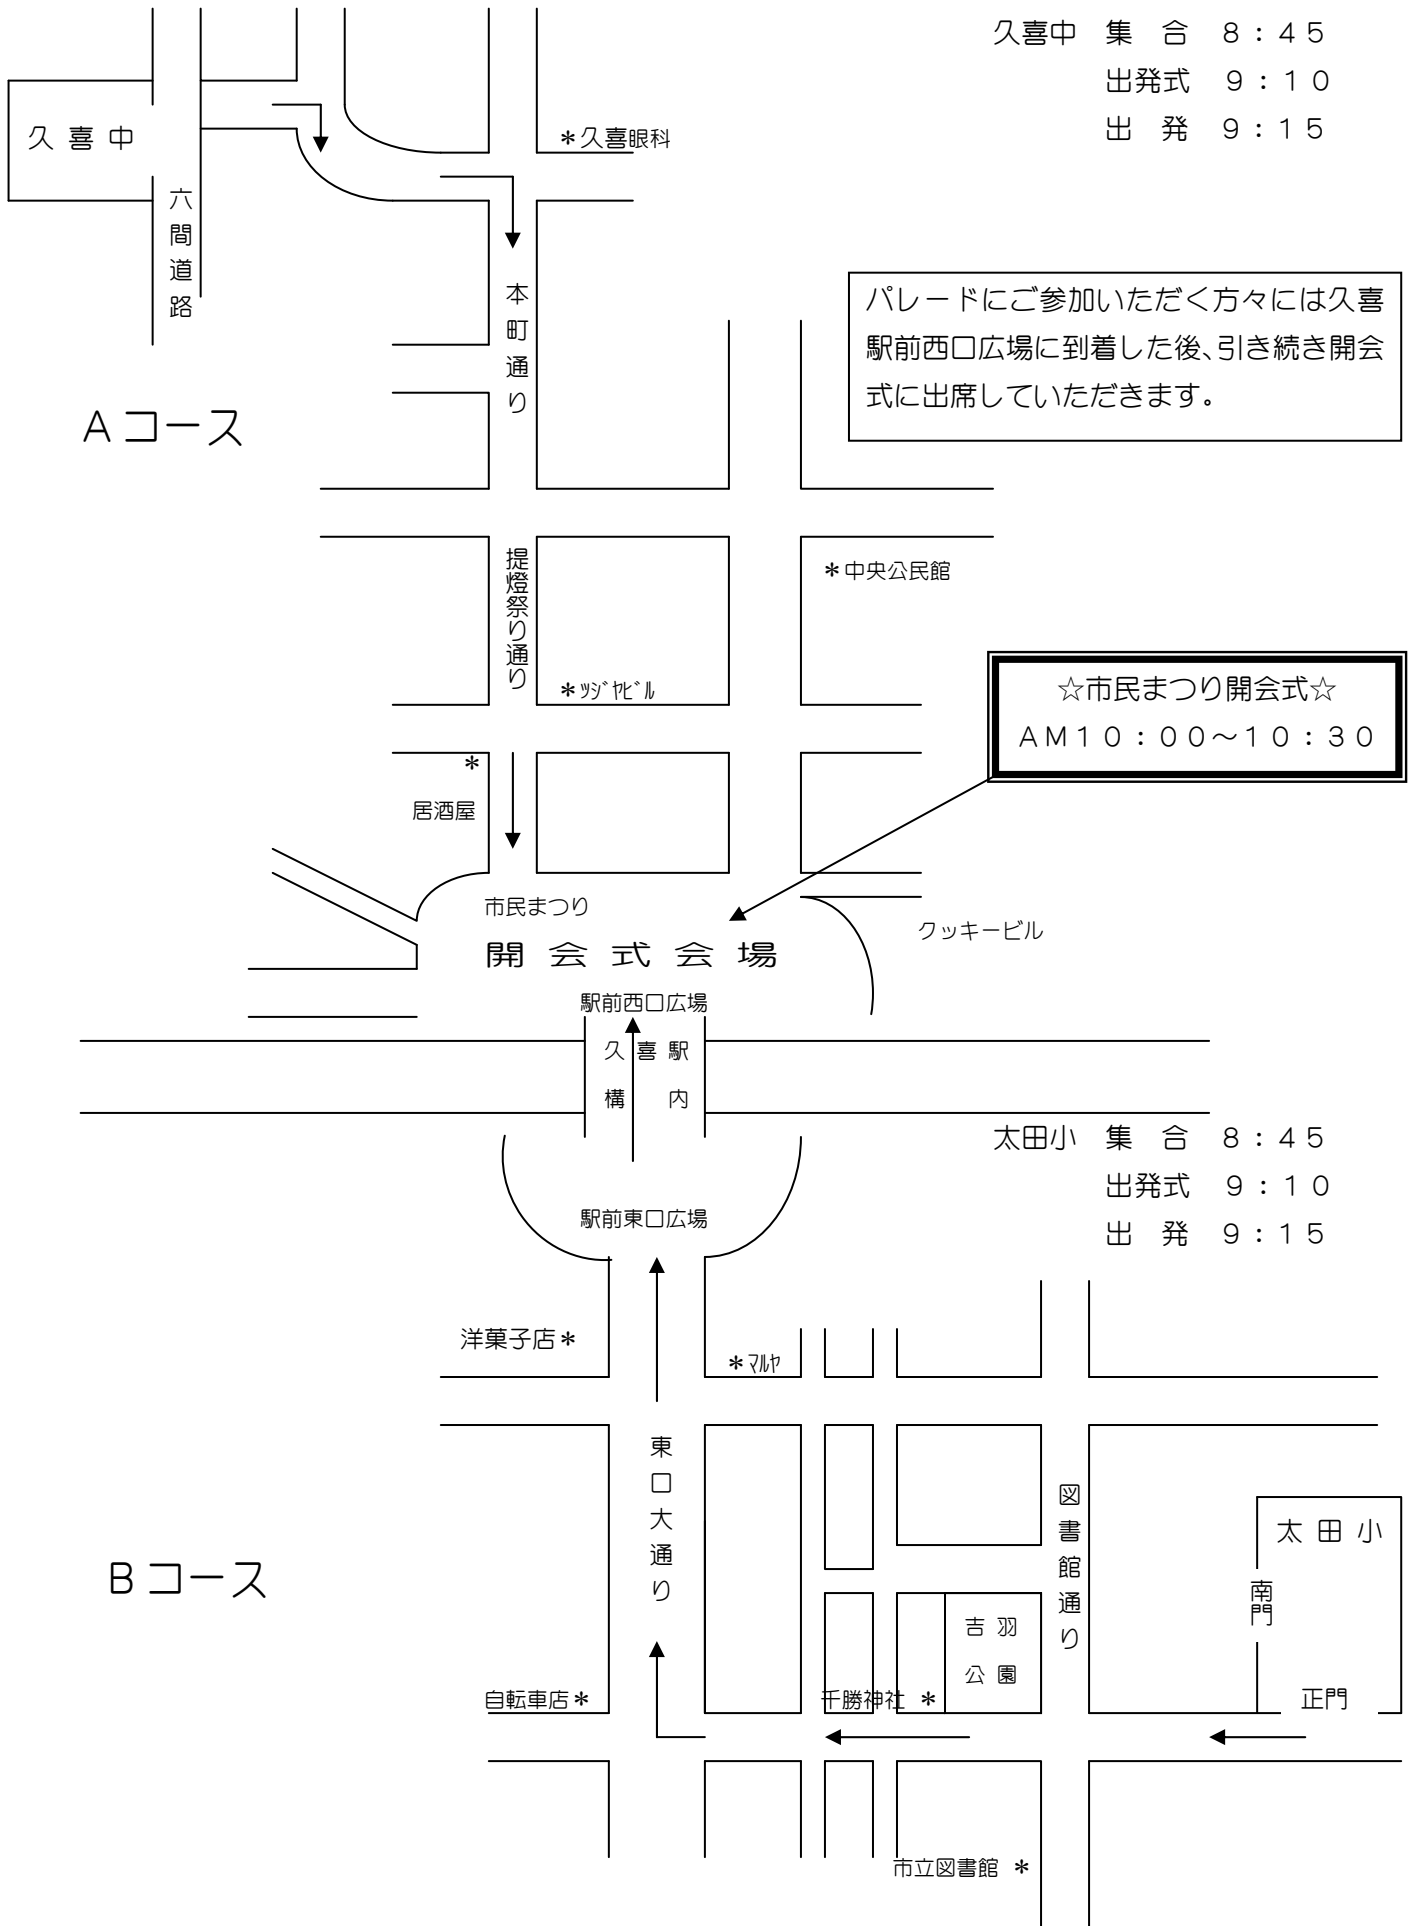 久喜中 集 合 8：45
出発式 9：10
出 発 9：15
久 喜 中
＊久喜眼科
六間道路
本町通り
パレードにご参加いただく方々には久喜
駅前西口広場に到着した後、引き続き開会
式に出席していただきます。
Aコース
提燈祭り通り
＊中央公民館
＊ﾂｼﾞﾔﾋﾞﾙ
☆市民まつり開会式☆
AM10：00～10：30
＊
居酒屋
市民まつり
開 会 式 会 場
クッキービル
駅前西口広場
久 喜 駅
構 内
太田小 集 合 8：45
出発式 9：10
出 発 9：15
駅前東口広場
洋菓子店＊
＊ﾏﾙﾔ
東口大通り
図書館通り
太 田 小
Bコース
南門
吉 羽
公 園
自転車店＊
千勝神社 ＊
正門
市立図書館 ＊